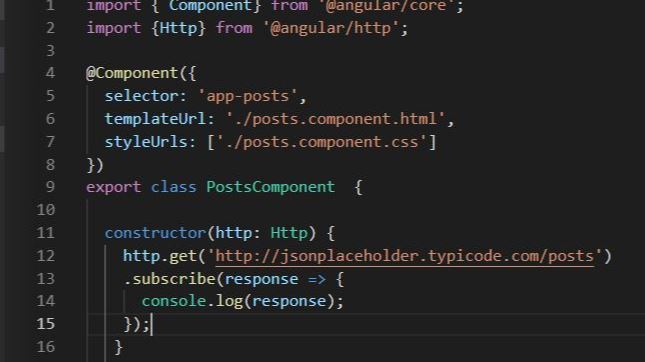 1 import { Component} from '@angular/core';
2 import {Http} from '@angular/http';
3
4 @Component({
5 selector: 'app-posts',
6 templateUrl: './posts.component.html',
7 styleUrls: ['./posts.component.css']
8 })
9 export class PostsComponent  {
10
11 constructor(http: Http) {
12 http.get('http://jsonplaceholder.typicode.com/posts')
13 .subscribe(response => {
14 console.log(response);
15 });
16 }